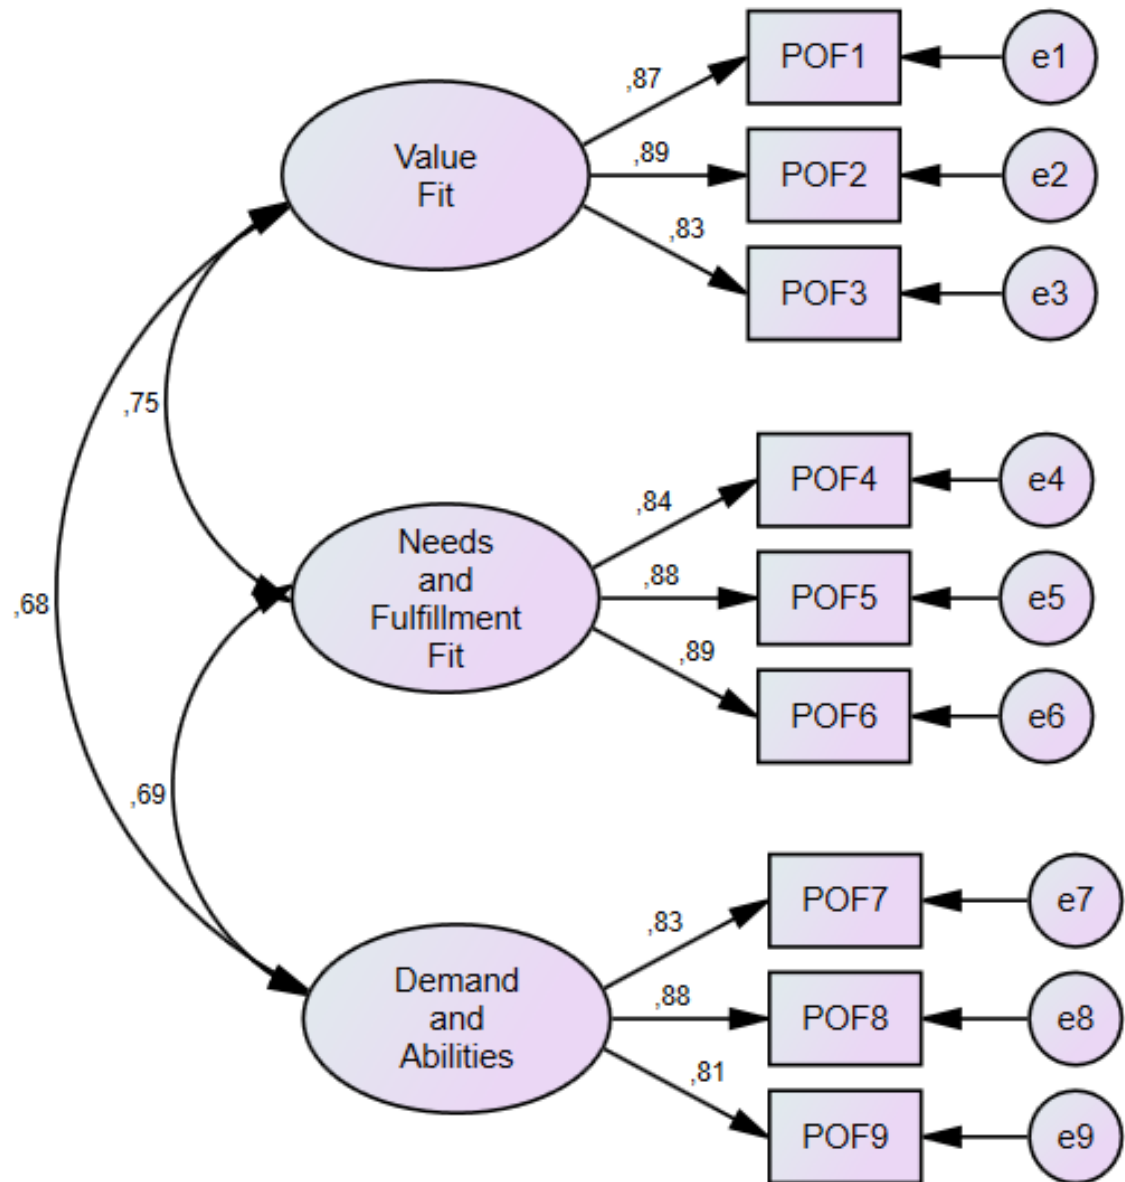 ,87
POF1
e1
Value
Fit
,89
POF2
e2
,83
POF3
e3
,75
,84
POF4
e4
Needs
and
Fulfillment
Fit
,88
POF5
e5
,89
POF6
e6
,68
,69
,83
POF7
e7
Demand
and
Abilities
,88
POF8
e8
,81
POF9
e9